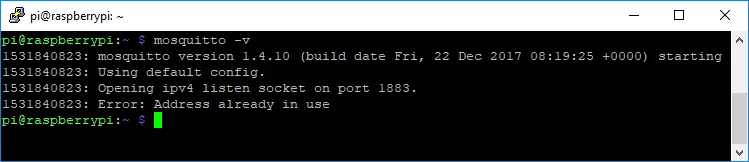 pi@raspberrypi: ~
pi@raspberrypi:~ $ mosquitto -v
1531840823: mosquitto version 1.4.10 (build date Fri, 22 Dec 2017 08:19:25 +0000) starting
1531840823: Using default config.
1531840823: Opening ipv4 listen socket on port 1883.
1531840823: Error: Address already in use
pi@raspberrypi:~ $